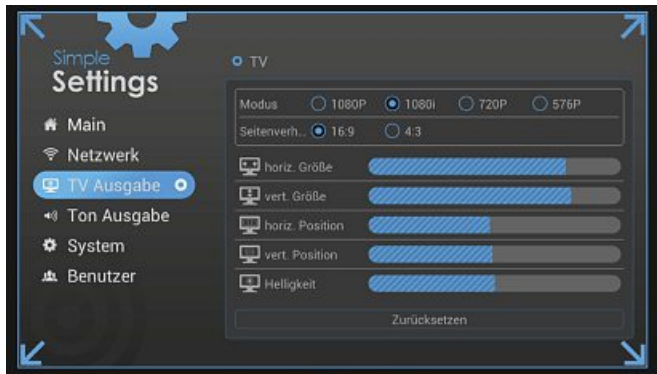 Simple
Settings
Main
Netzwerk
TV Ausgabe
Ton Ausgabe
System
Benutzer
TV
Modus 1080P 1080i 720P 576P
Seitenverh.. 16:9 4:3
horiz. Größe
vert. Größe
horiz. Position
vert. Position
Helligkeit
Zurücksetzen